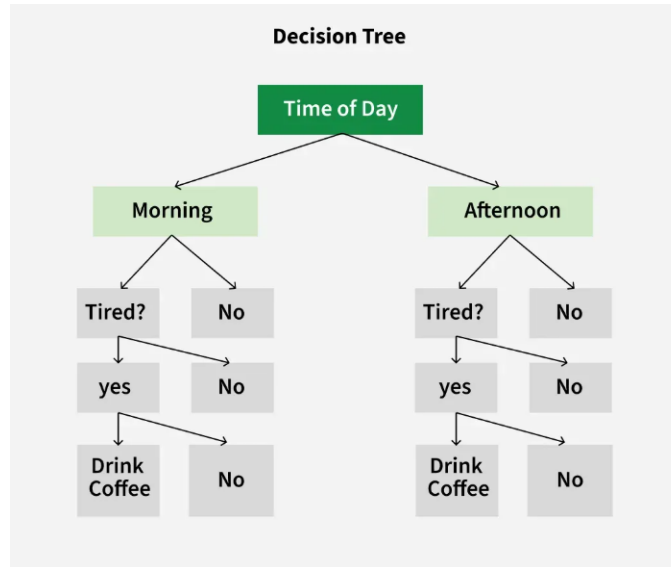 Decision Tree
Time of Day
Morning
Afternoon
Tired?
No
Tired?
No
yes
No
yes
No
Drink
Coffee
No
Drink
Coffee
No